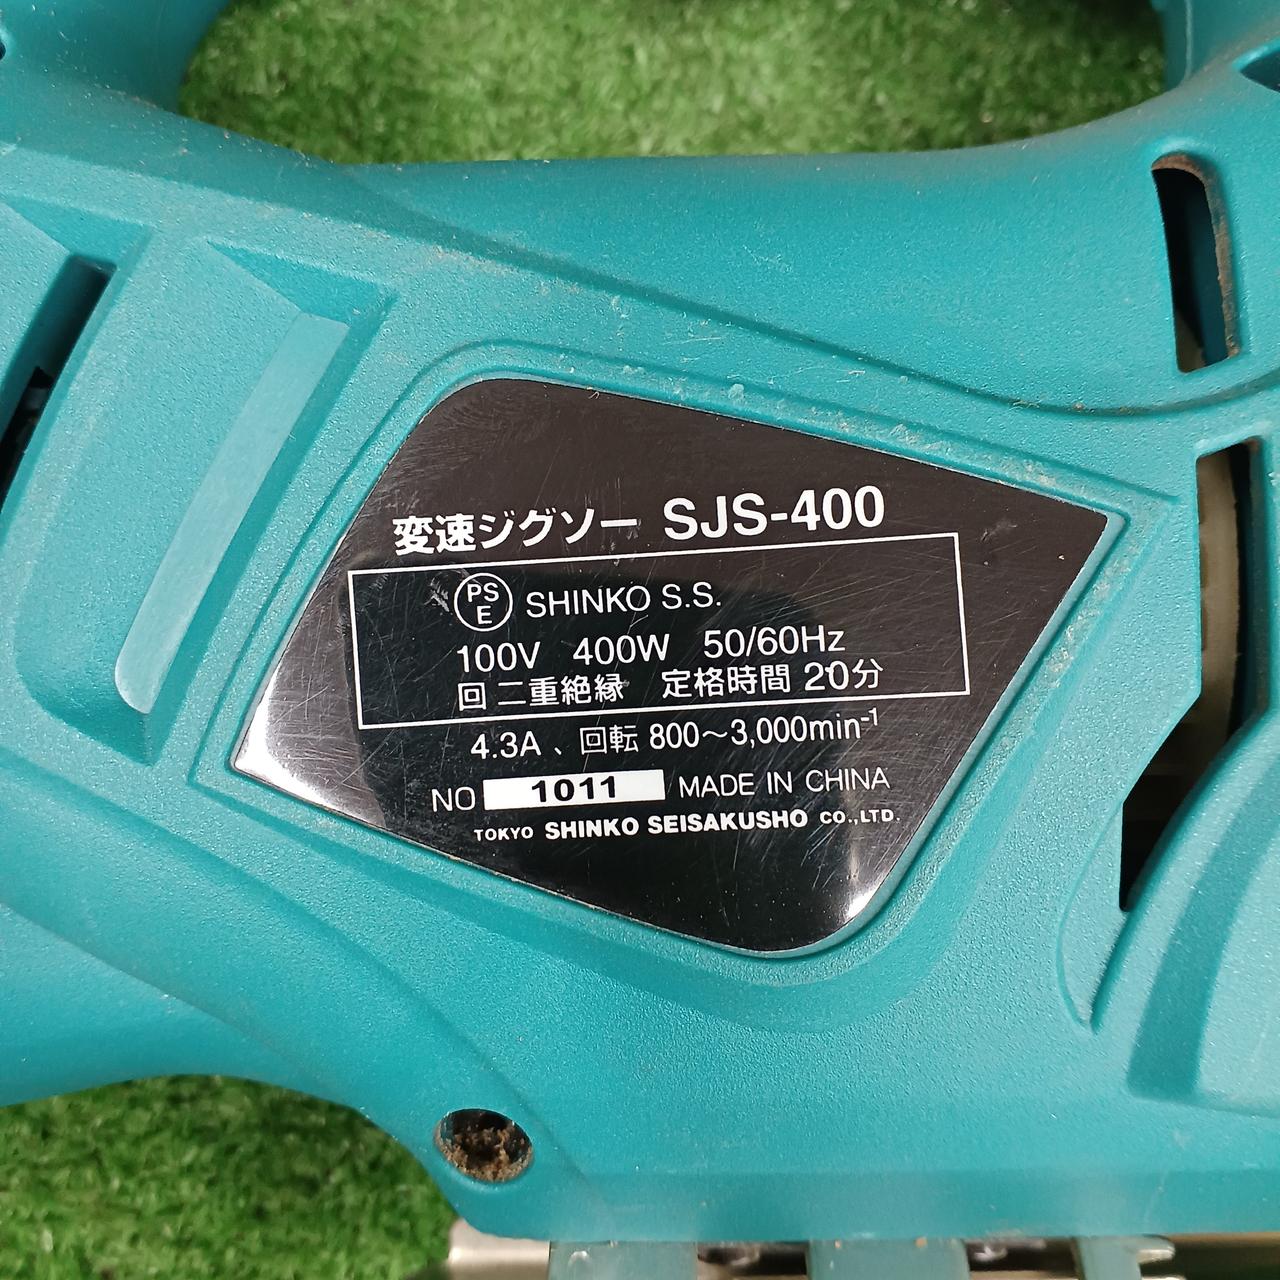 変速ジグソー SJS-400
PS E SHINKO S.S.
100V 400W 50/60Hz
回 二重絶縁 定格時間 20分
4.3A、回転 800～3,000min⁻¹
NO 1011 MADE IN CHINA
TOKYO SHINKO SEISAKUSHO CO.,LTD.